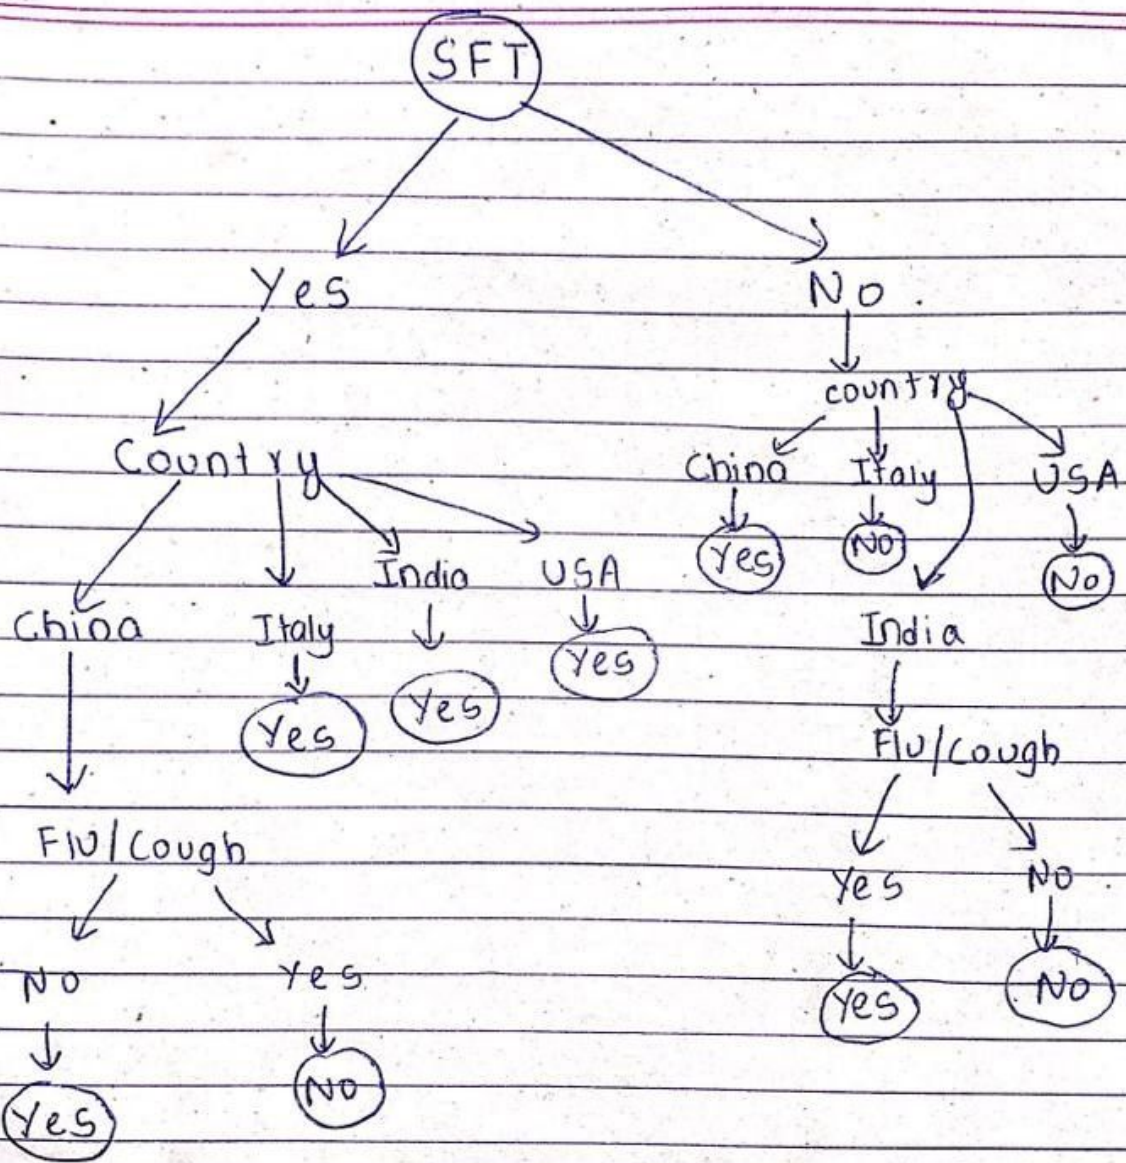 SFT
Yes No
country
Country
China Italy USA
Yes No No
India USA
China Italy India
Yes Yes Yes
Flu/Cough
Flu/Cough
Yes No
No Yes
Yes No
Yes No